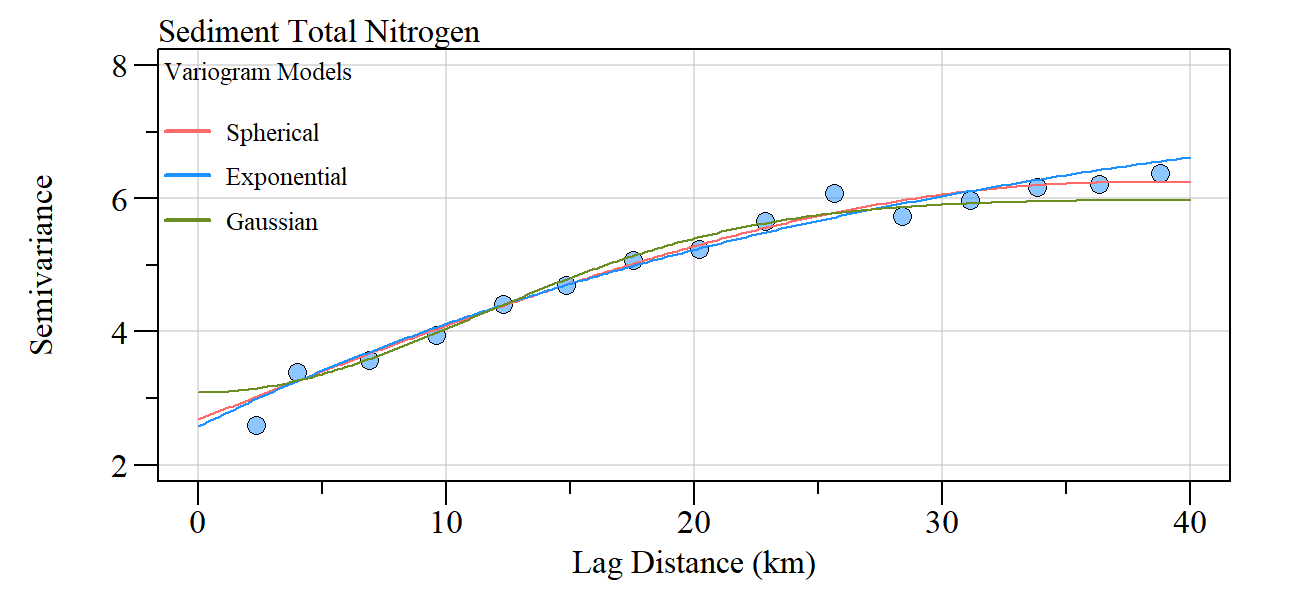 Sediment Total Nitrogen
Variogram Models
Spherical
Exponential
Gaussian
Semivariance
8
6
4
2
0 10 20 30 40
Lag Distance (km)